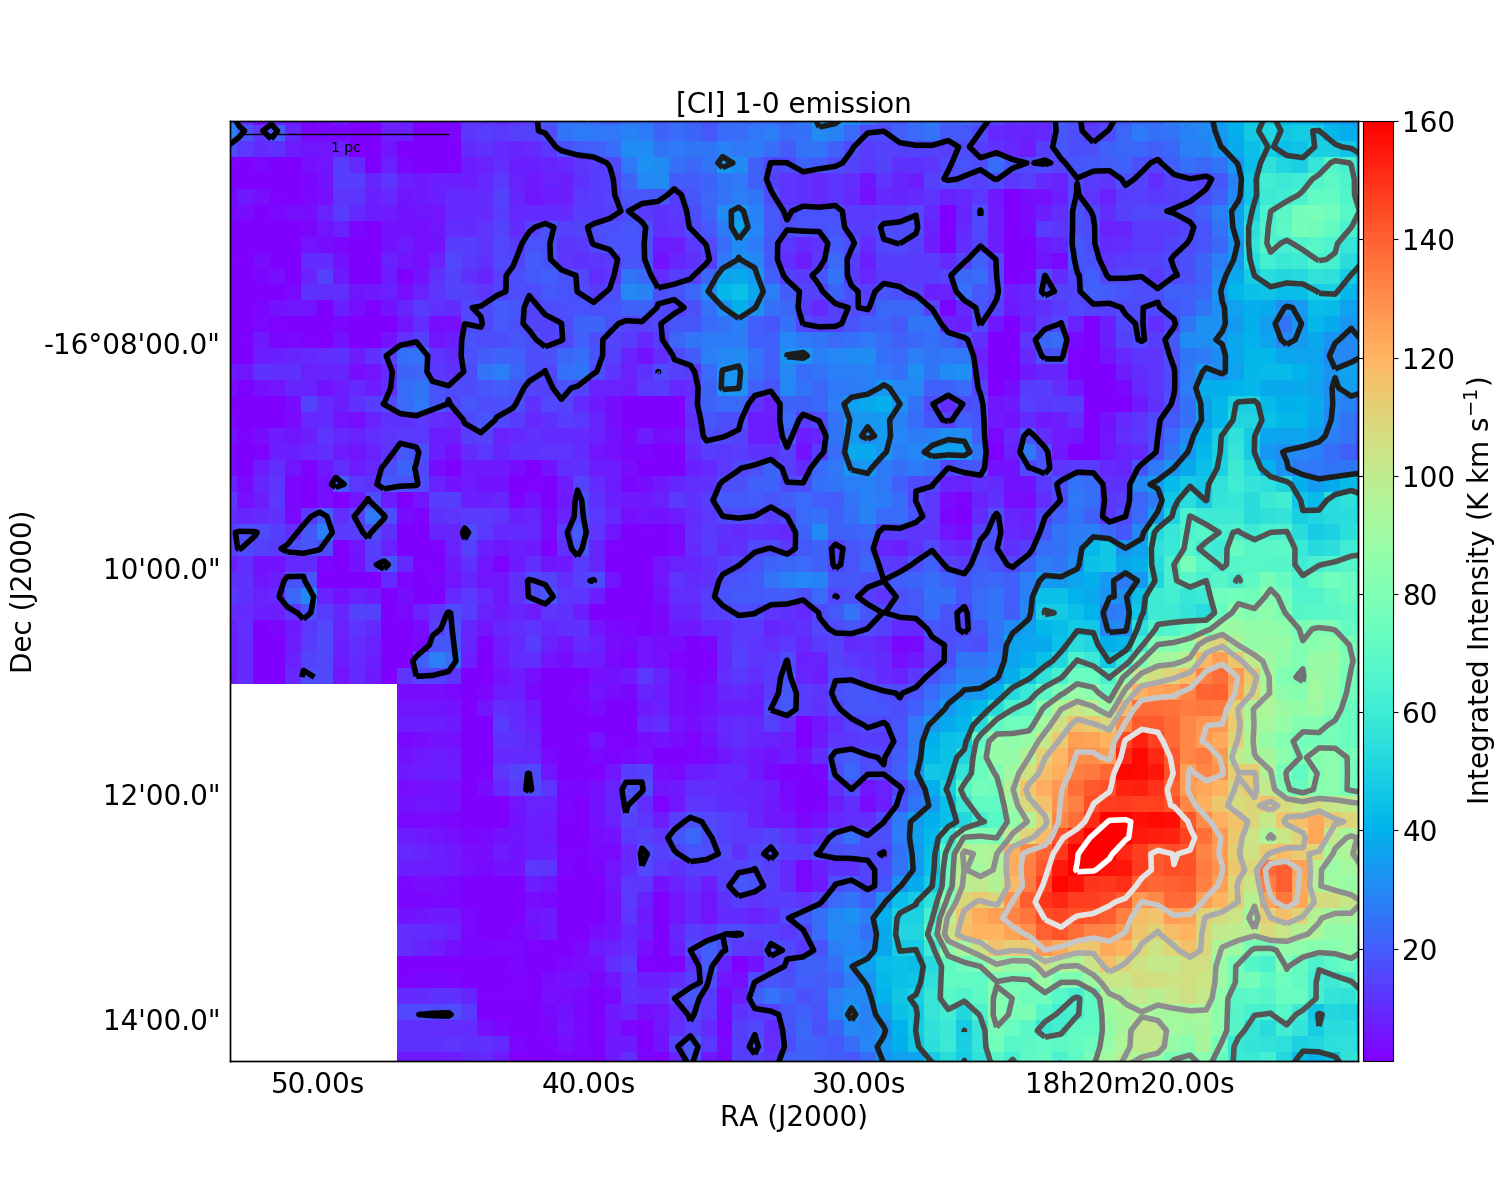 [CI] 1-0 emission
1 pc
-16°08'00.0"
10'00.0"
12'00.0"
14'00.0"
Dec (J2000)
50.00s
40.00s
30.00s
18h20m20.00s
RA (J2000)
160
140
120
100
80
60
40
20
Integrated Intensity (K km s⁻¹)